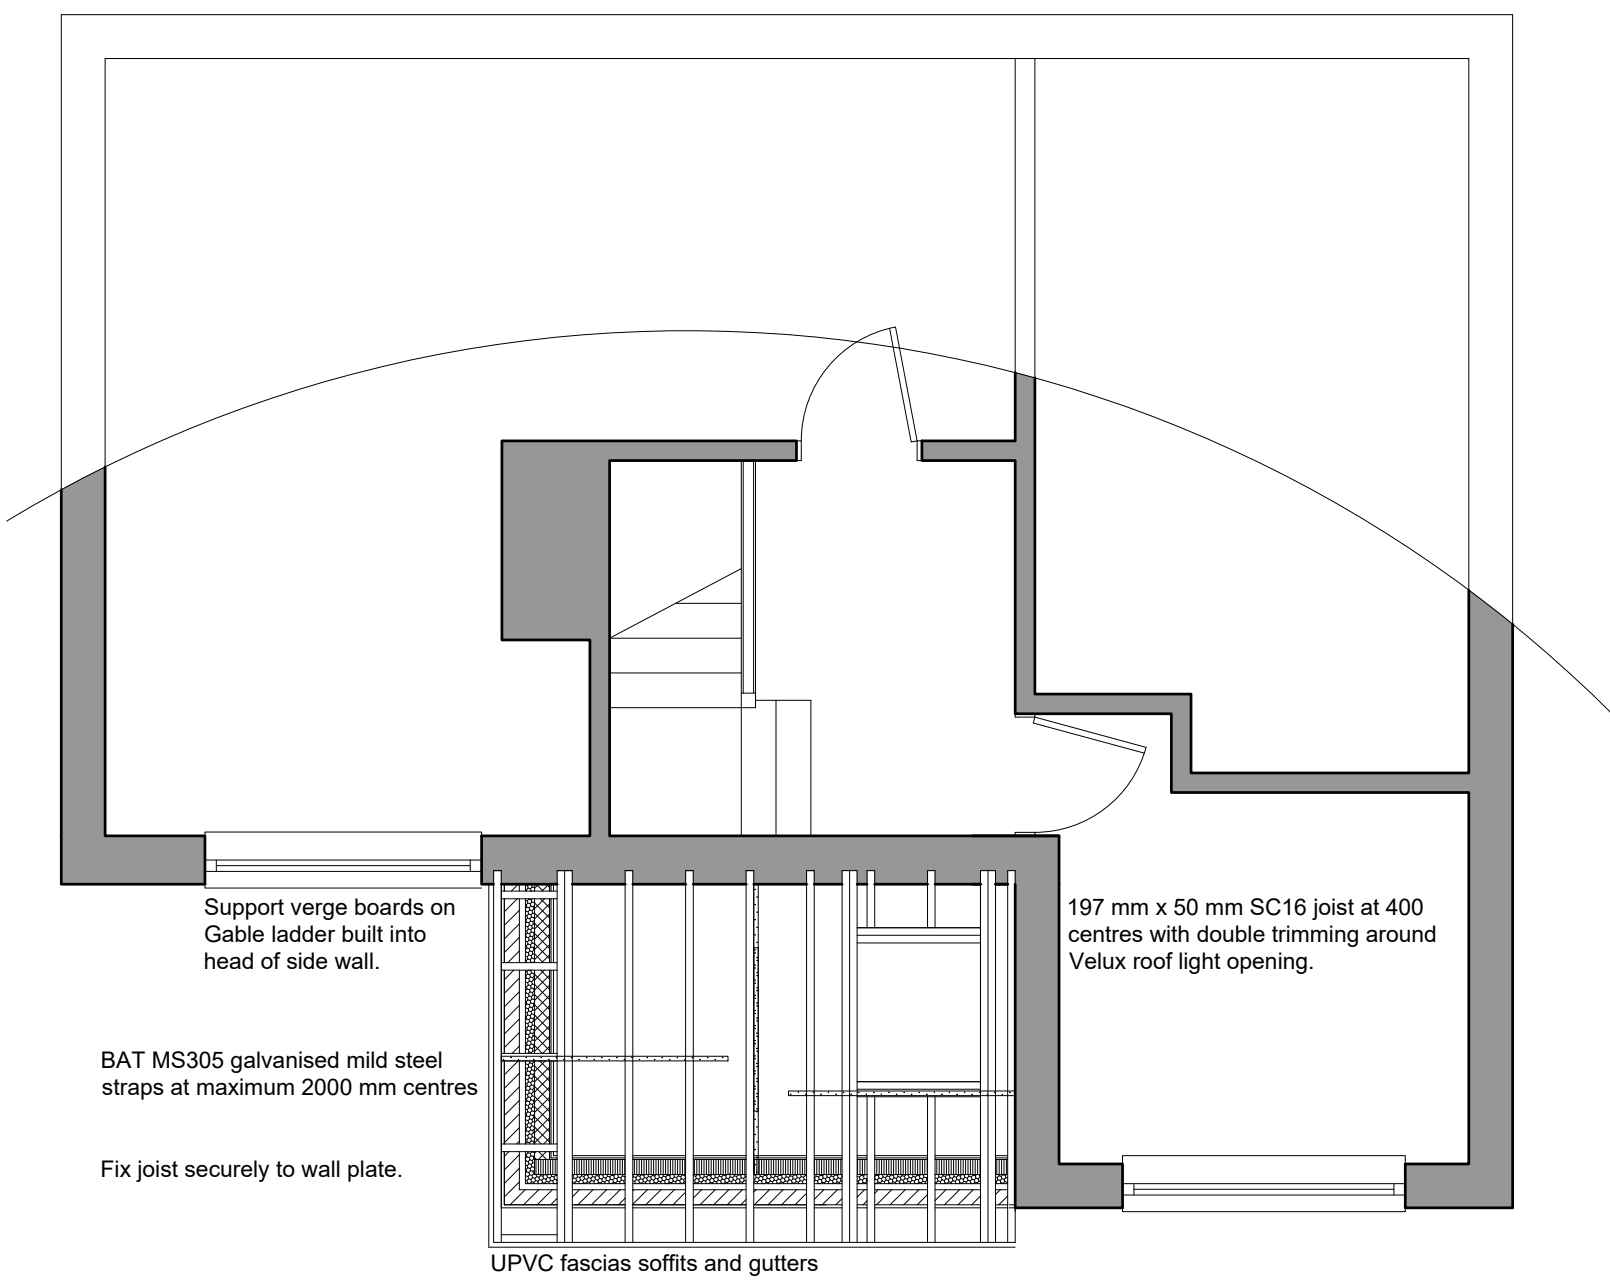 Support verge boards on
Gable ladder built into
head of side wall.
197 mm x 50 mm SC16 joist at 400
centres with double trimming around
Velux roof light opening.
BAT MS305 galvanised mild steel
straps at maximum 2000 mm centres
Fix joist securely to wall plate.
UPVC fascias soffits and gutters